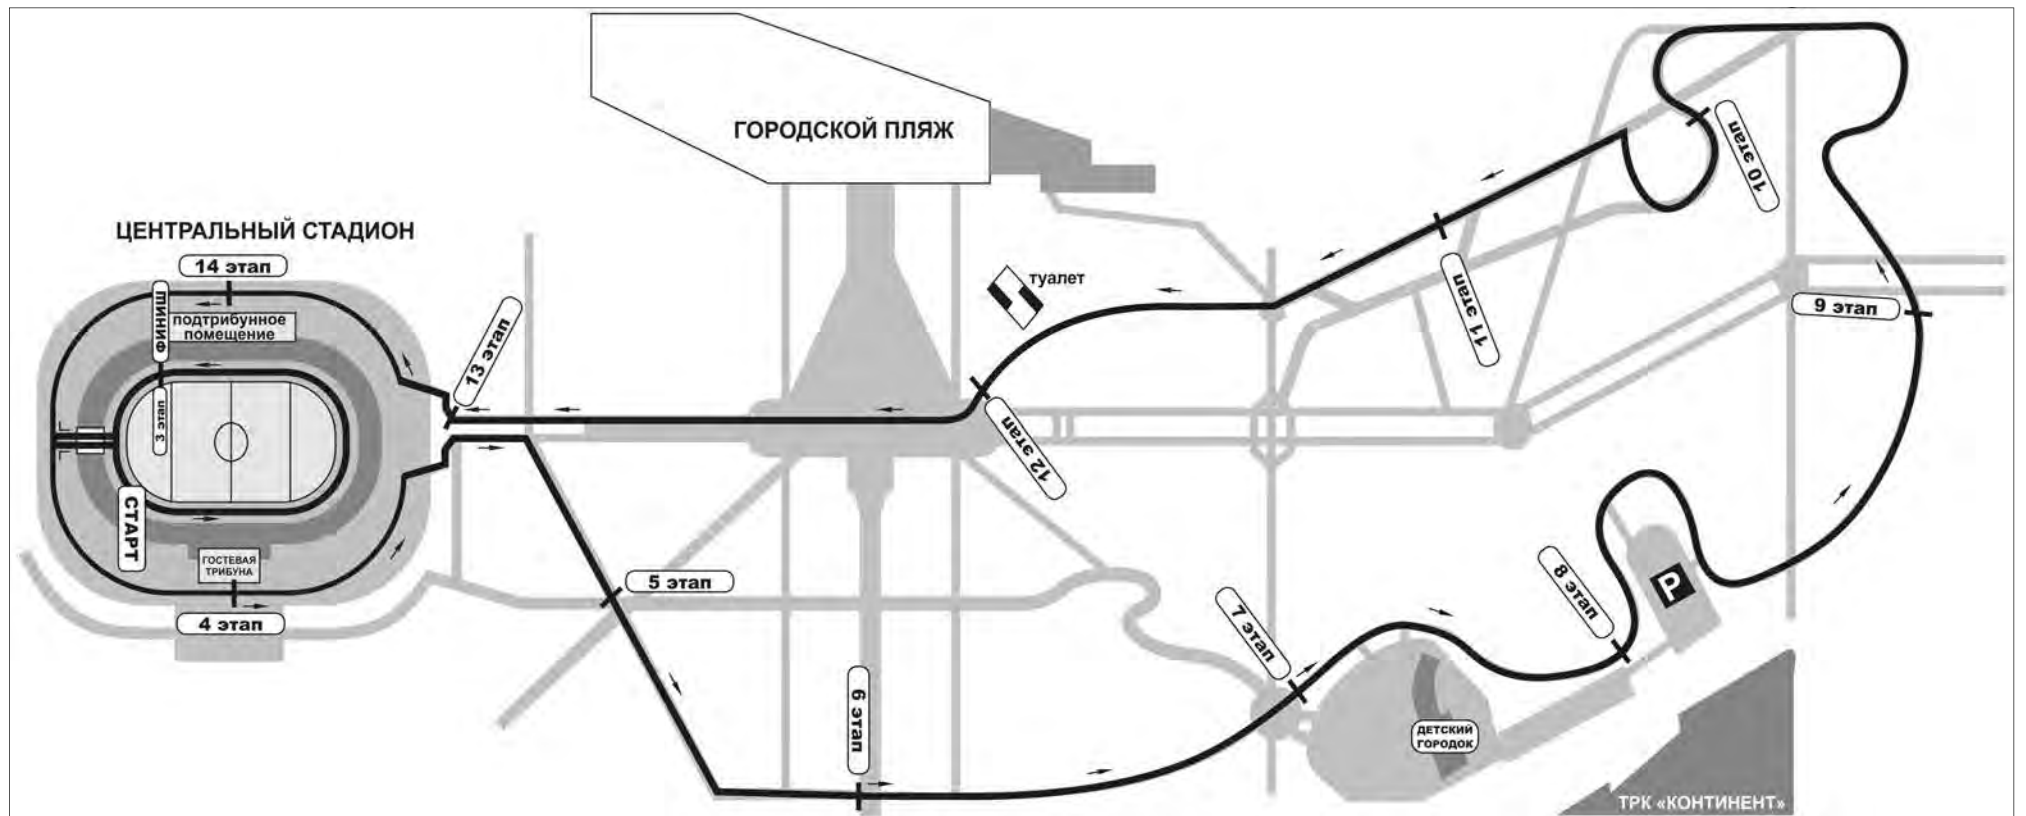 ГОРОДСКОЙ ПЛЯЖ
ЦЕНТРАЛЬНЫЙ СТАДИОН
14 этап
ФИНИШ
подтрибунное
помещение
3 этап
СТАРТ
ГОСТЕВАЯ
ТРИБУНА
4 этап
13 этап
туалет
12 этап
11 этап
10 этап
9 этап
5 этап
6 этап
7 этап
8 этап
P
ДЕТСКИЙ
ГОРОДОК
ТРК «КОНТИНЕНТ»